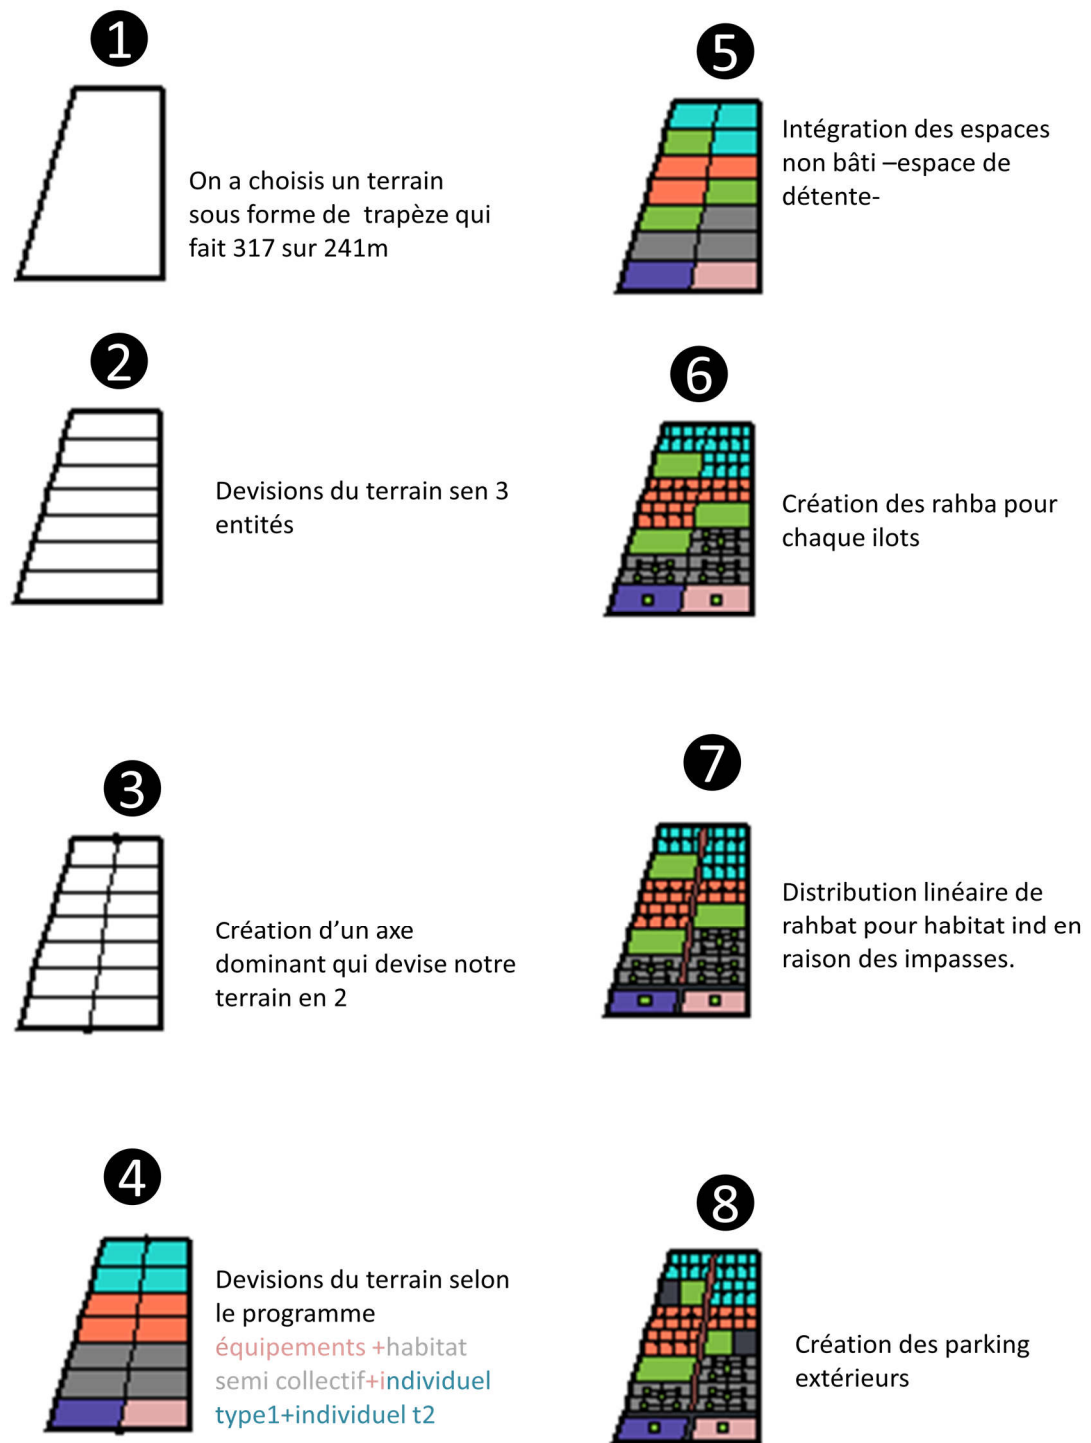 1
On a choisis un terrain
sous forme de trapèze qui
fait 317 sur 241m
2
Devisions du terrain sen 3
entités
3
Création d’un axe
dominant qui devise notre
terrain en 2
4
Devisions du terrain selon
le programme
équipements +habitat
semi collectif+individuel
type1+individuel t2
5
Intégration des espaces
non bâti –espace de
détente-
6
Création des rahba pour
chaque ilots
7
Distribution linéaire de
rahbat pour habitat ind en
raison des impasses.
8
Création des parking
extérieurs